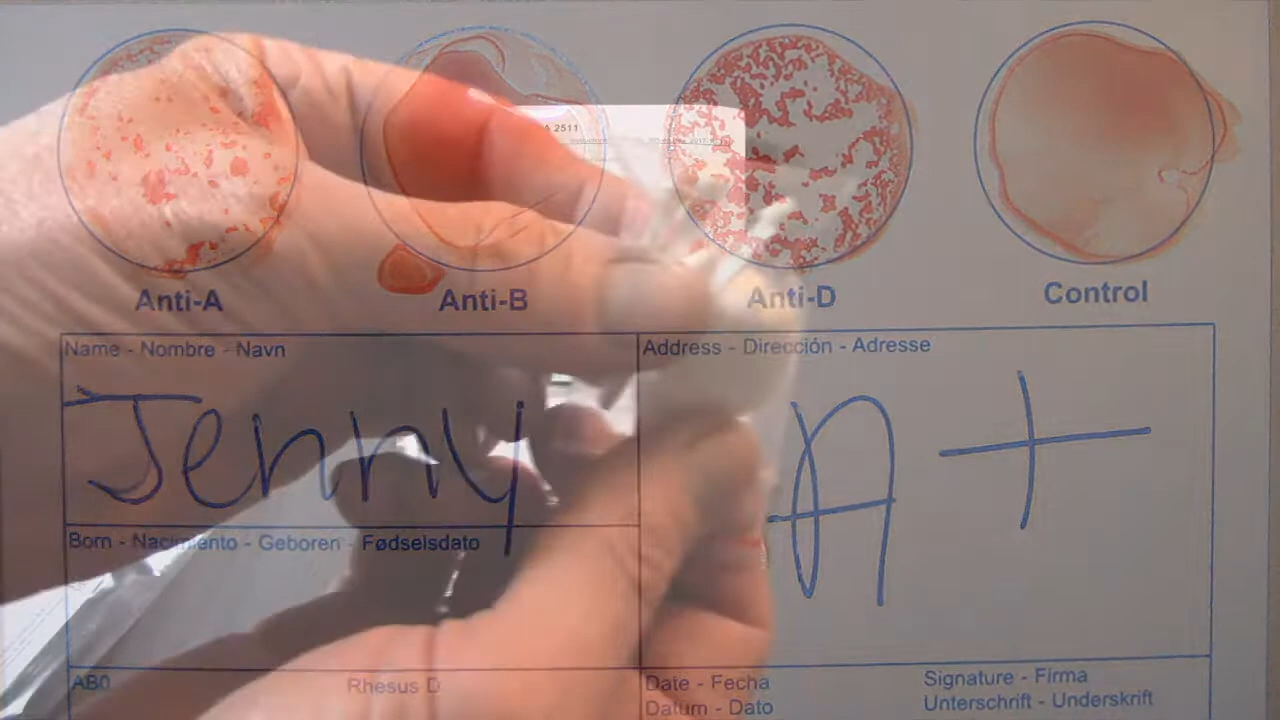 A 2511
Anti-A Anti-B Anti-D Control
Name - Nombre - Navn
Address - Dirección - Adresse
Jenny
A +
Born - Nacimiento - Geboren - Fødselsdato
AB0 Rhesus D
Date - Fecha
Datum - Dato
Signature - Firma
Unterschrift - Underskrift